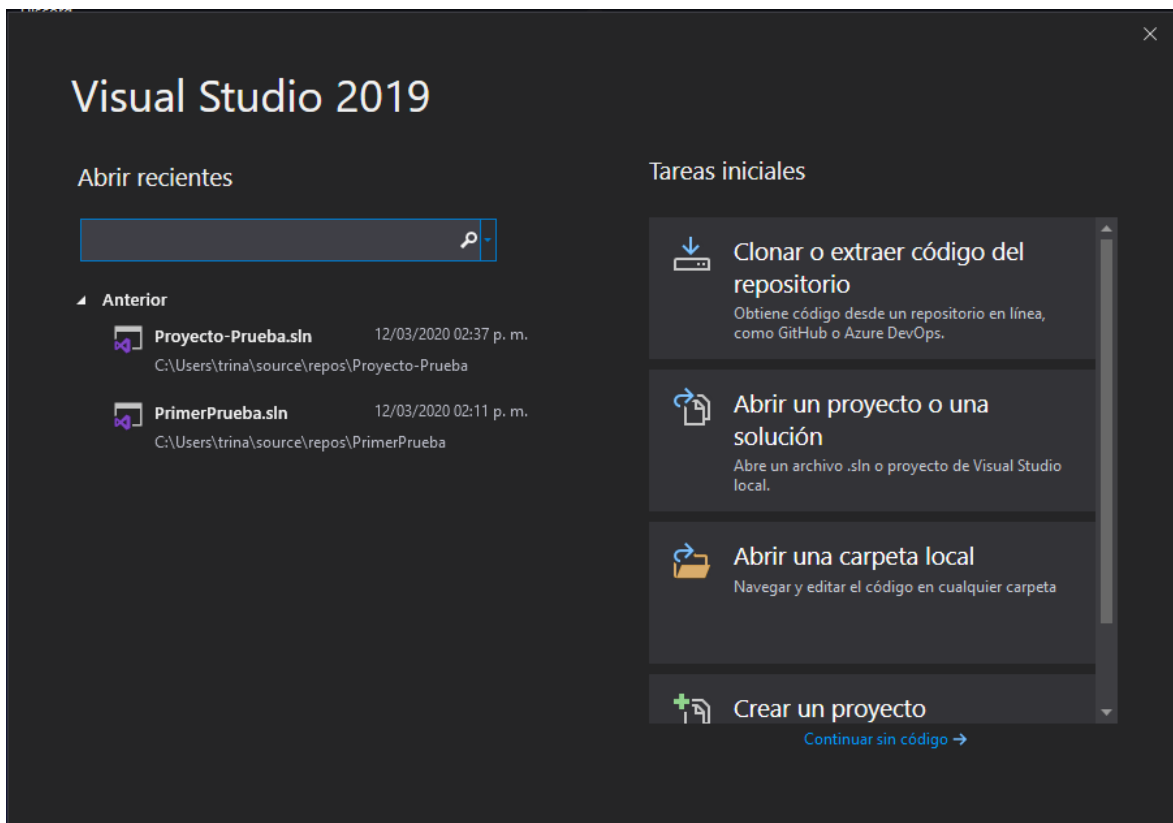 Visual Studio 2019
Abrir recientes
Anterior
Proyecto-Prueba.sln 12/03/2020 02:37 p. m.
C:\Users\trina\source\repos\Proyecto-Prueba
PrimerPrueba.sln 12/03/2020 02:11 p. m.
C:\Users\trina\source\repos\PrimerPrueba
Tareas iniciales
Clonar o extraer código del
repositorio
Obtiene código desde un repositorio en línea,
como GitHub o Azure DevOps.
Abrir un proyecto o una
solución
Abre un archivo .sln o proyecto de Visual Studio
local.
Abrir una carpeta local
Navegar y editar el código en cualquier carpeta
Crear un proyecto
Continuar sin código →